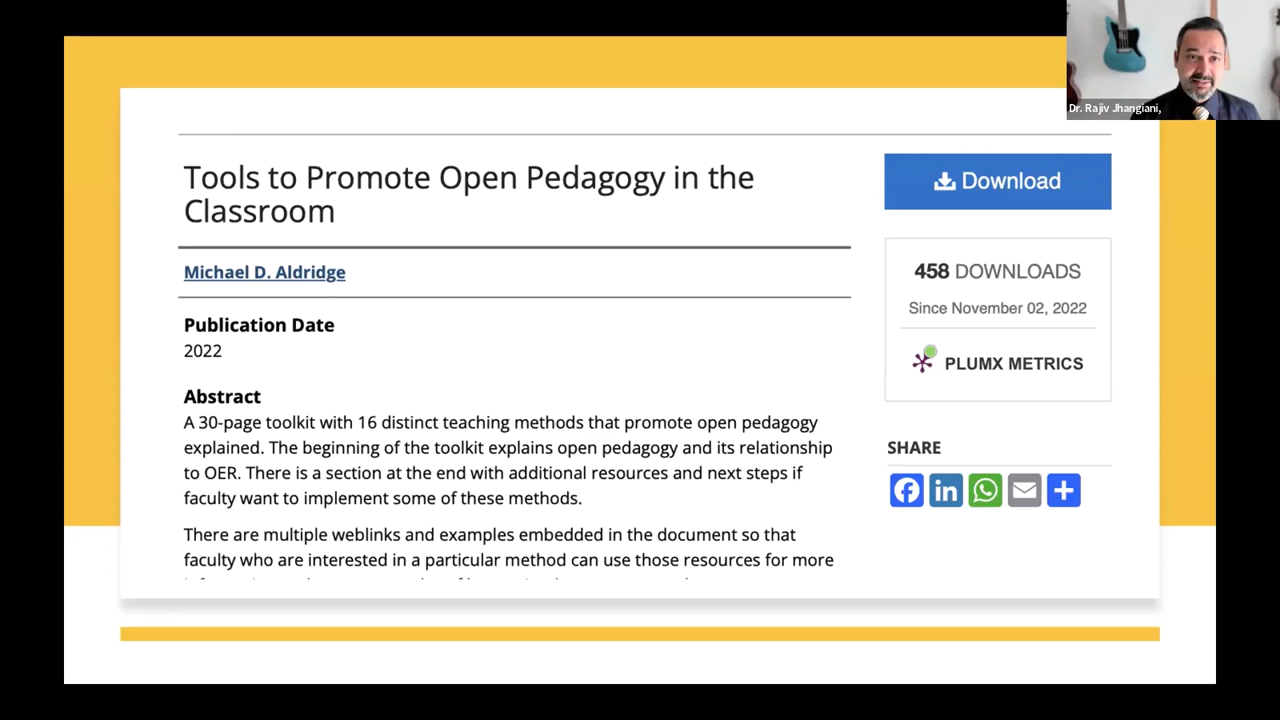 Dr. Rajiv Jhangiani,
Tools to Promote Open Pedagogy in the
Classroom
Michael D. Aldridge
Publication Date
2022
Abstract
A 30-page toolkit with 16 distinct teaching methods that promote open pedagogy
explained. The beginning of the toolkit explains open pedagogy and its relationship
to OER. There is a section at the end with additional resources and next steps if
faculty want to implement some of these methods.
There are multiple weblinks and examples embedded in the document so that
faculty who are interested in a particular method can use those resources for more
Download
458 DOWNLOADS
Since November 02, 2022
PLUMX METRICS
SHARE